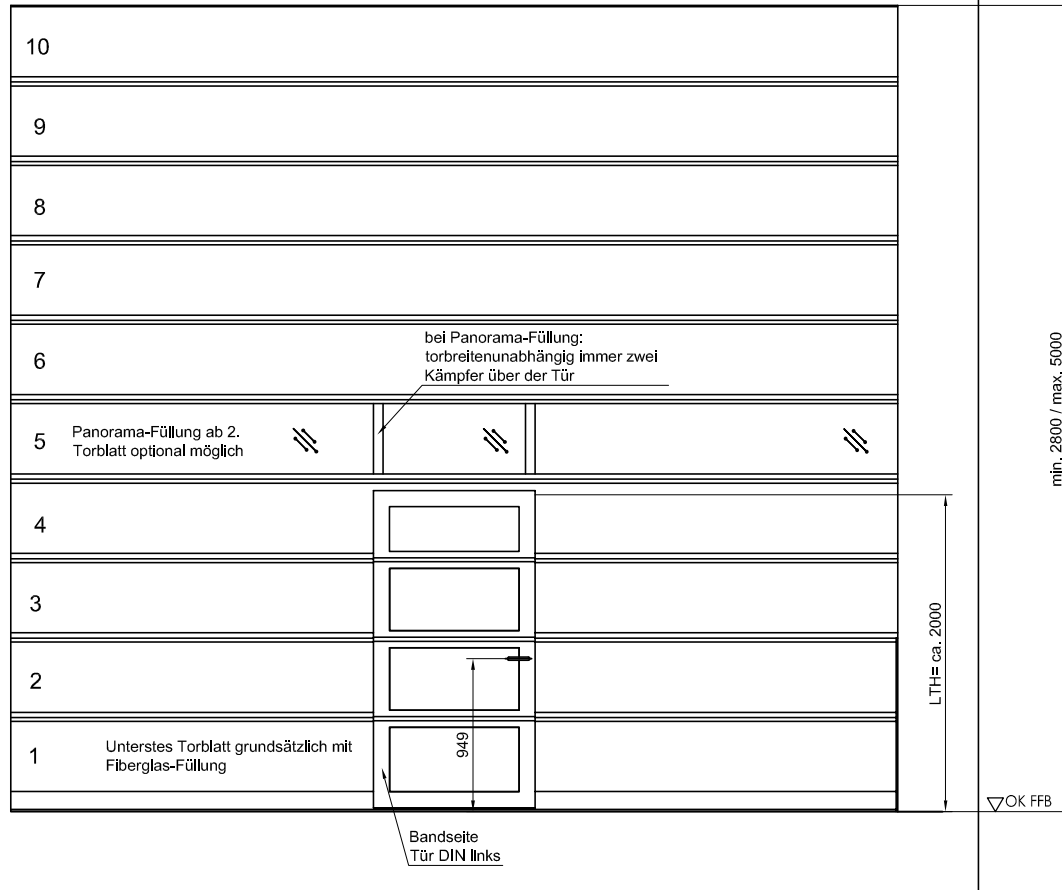 10
9
8
7
6
bei Panorama-Füllung:
torbreitenunabhängig immer zwei
Kämpfer über der Tür
5
Panorama-Füllung ab 2.
Torblatt optional möglich
4
3
2
1
Unterstes Torblatt grundsätzlich mit
Fiberglas-Füllung
949
LTH= ca. 2000
min. 2800 / max. 5000
OK FFB
Bandseite
Tür DIN links